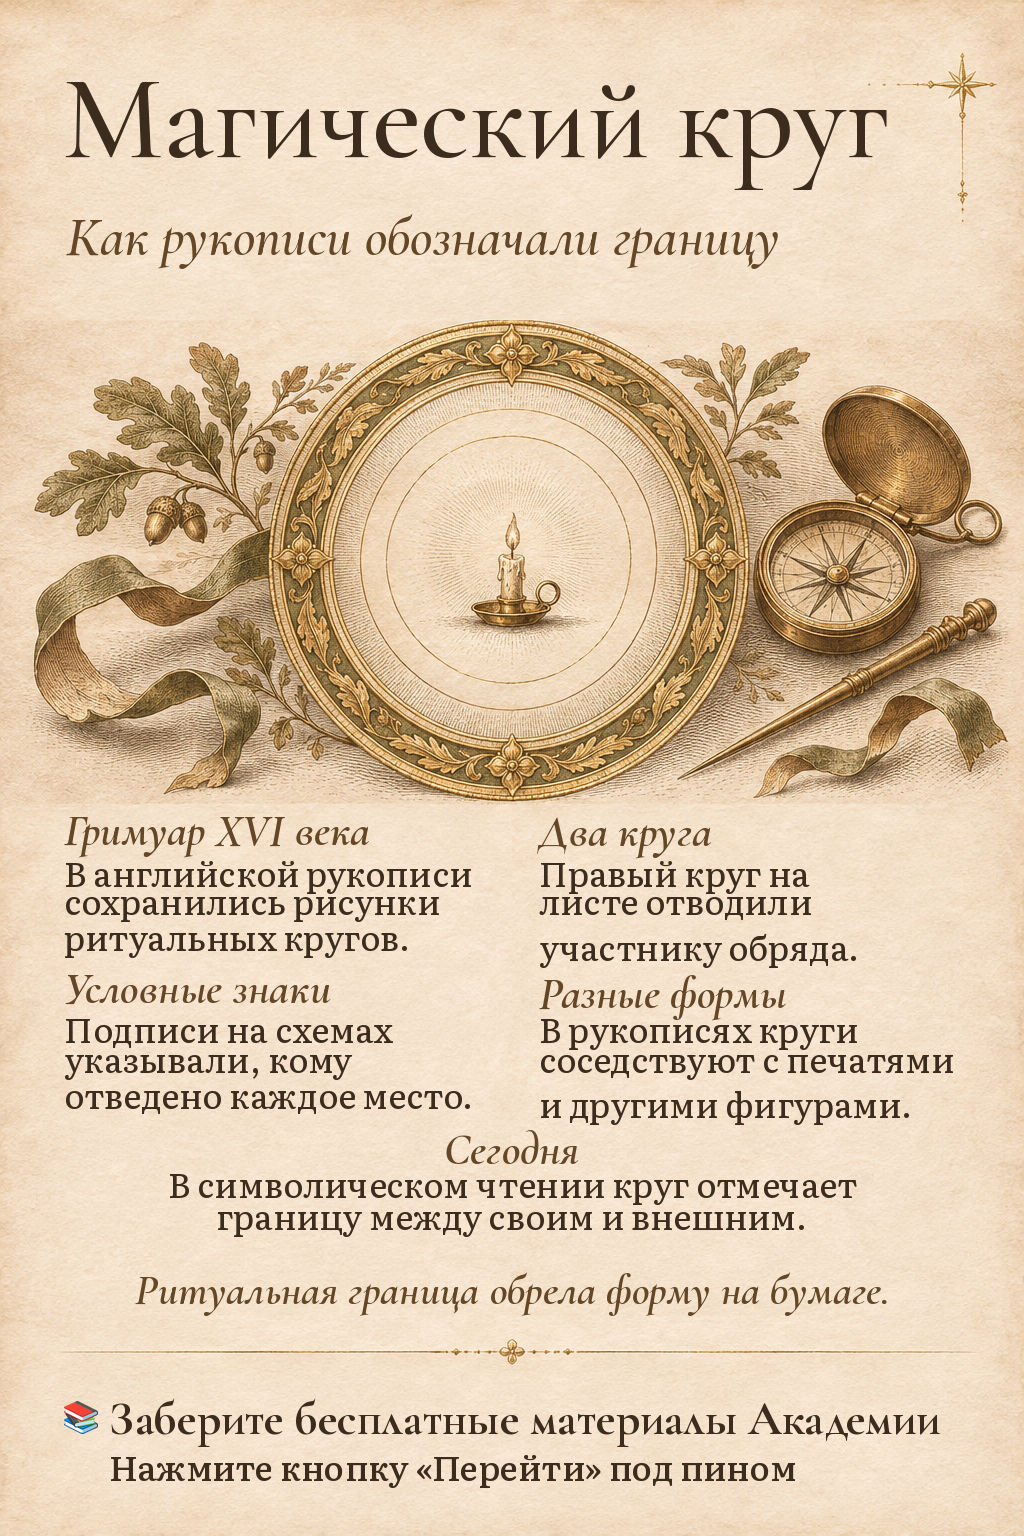 Магический круг
Как рукописи обозначали границу
Гримуар XVI века
В английской рукописи
сохранились рисунки
ритуальных кругов.
Два круга
Правый круг на
листе отводили
участнику обряда.
Условные знаки
Подписи на схемах
указывали, кому
отведено каждое место.
Разные формы
В рукописях круги
соседствуют с печатями
и другими фигурами.
Сегодня
В символическом чтении круг отмечает
границу между своим и внешним.
Ритуальная граница обрела форму на бумаге.
📚 Заберите бесплатные материалы Академии
Нажмите кнопку «Перейти» под пином